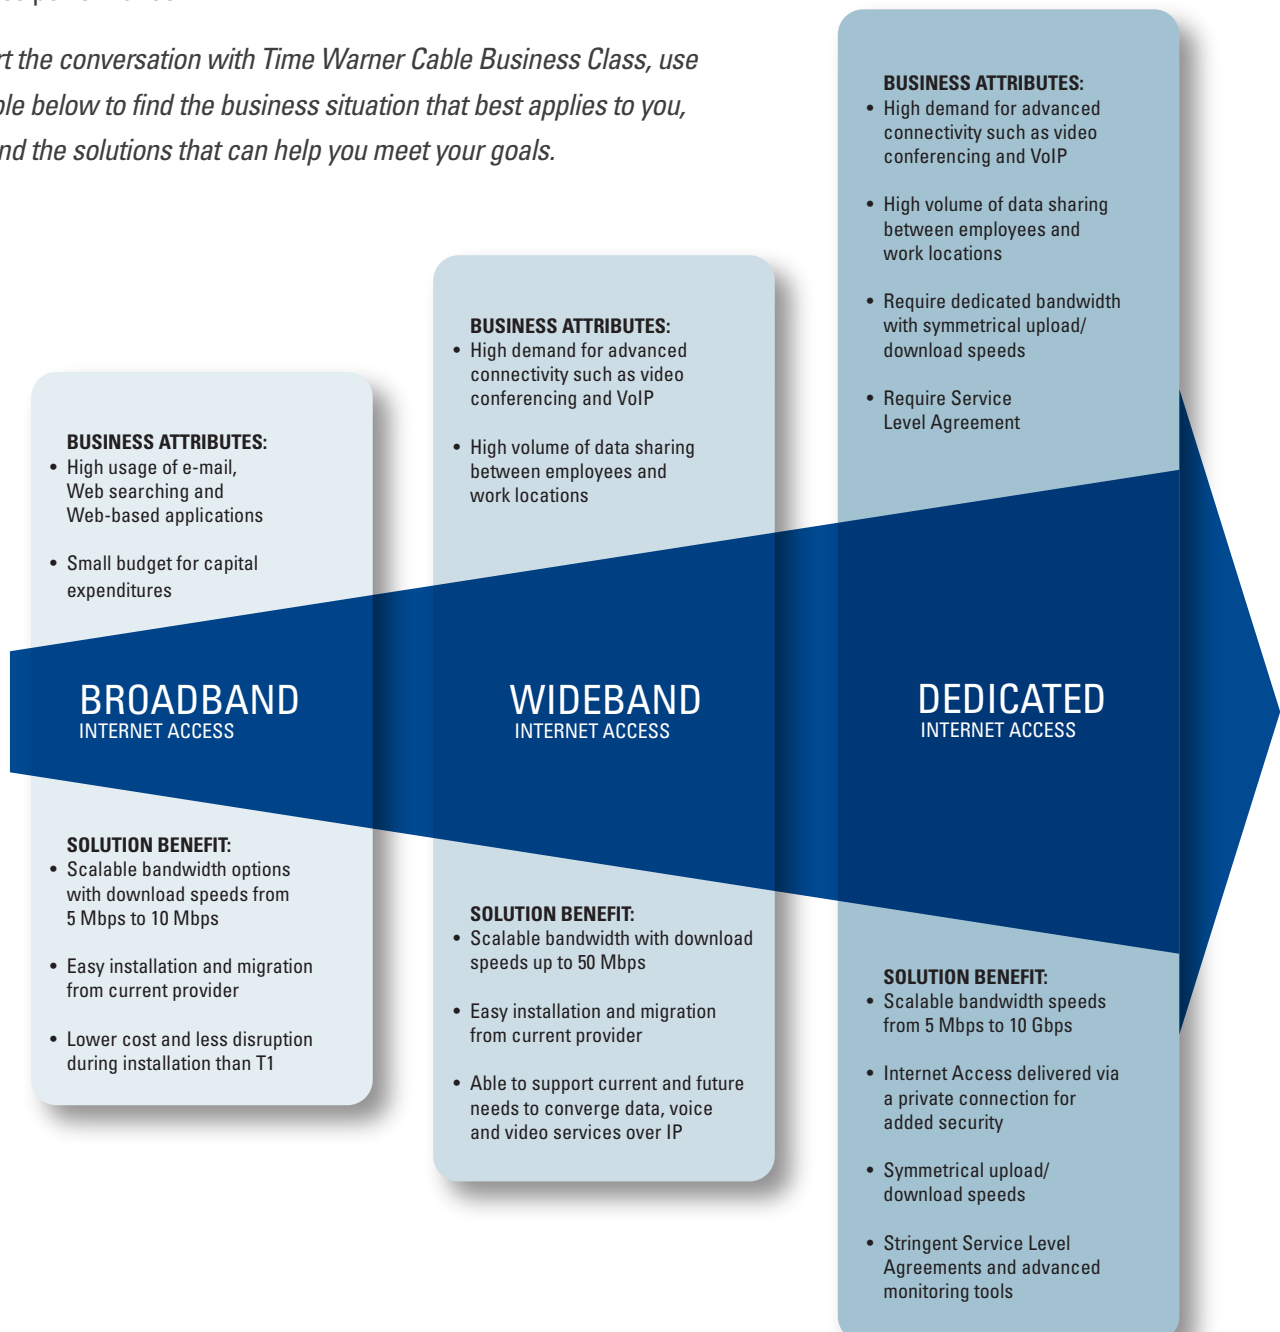 rt the conversation with Time Warner Cable Business Class, use
ble below to find the business situation that best applies to you,
nd the solutions that can help you meet your goals.
BUSINESS ATTRIBUTES:
• High usage of e-mail,
Web searching and
Web-based applications
• Small budget for capital
expenditures
BROADBAND
INTERNET ACCESS
SOLUTION BENEFIT:
• Scalable bandwidth options
with download speeds from
5 Mbps to 10 Mbps
• Easy installation and migration
from current provider
• Lower cost and less disruption
during installation than T1
BUSINESS ATTRIBUTES:
• High demand for advanced
connectivity such as video
conferencing and VoIP
• High volume of data sharing
between employees and
work locations
WIDEBAND
INTERNET ACCESS
SOLUTION BENEFIT:
• Scalable bandwidth with download
speeds up to 50 Mbps
• Easy installation and migration
from current provider
• Able to support current and future
needs to converge data, voice
and video services over IP
BUSINESS ATTRIBUTES:
• High demand for advanced
connectivity such as video
conferencing and VoIP
• High volume of data sharing
between employees and
work locations
• Require dedicated bandwidth
with symmetrical upload/
download speeds
• Require Service
Level Agreement
DEDICATED
INTERNET ACCESS
SOLUTION BENEFIT:
• Scalable bandwidth speeds
from 5 Mbps to 10 Gbps
• Internet Access delivered via
a private connection for
added security
• Symmetrical upload/
download speeds
• Stringent Service Level
Agreements and advanced
monitoring tools